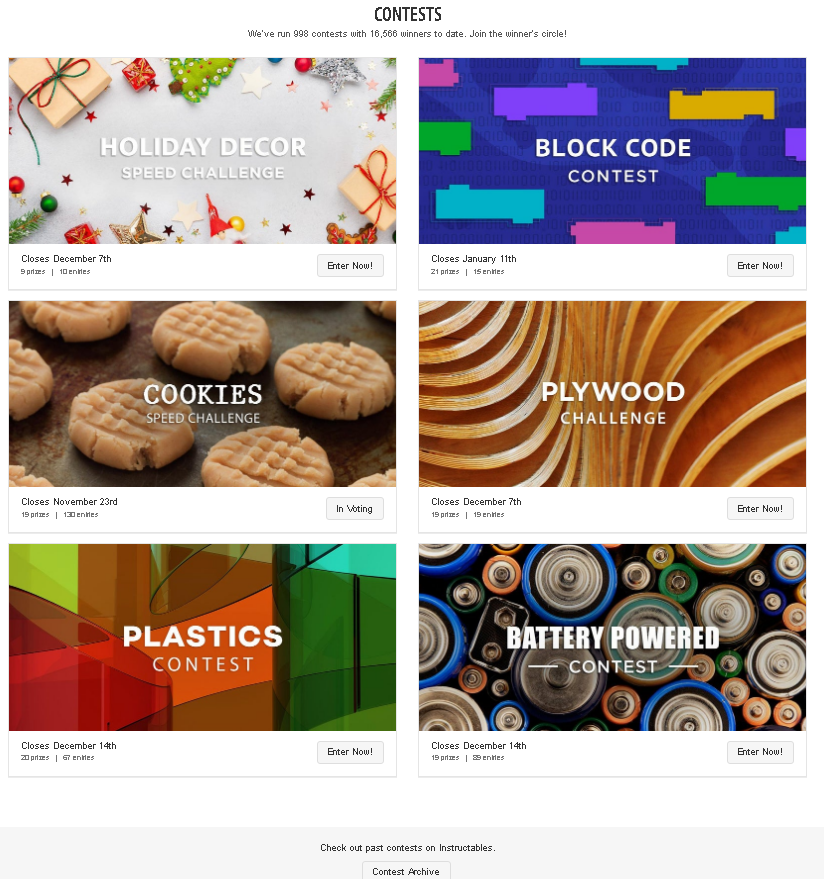 CONTESTS
We've run 998 contests with 16,566 winners to date. Join the winner's circle!
HOLIDAY DECOR
SPEED CHALLENGE
Closes December 7th
9 prizes | 10 entries
Enter Now!
BLOCK CODE
CONTEST
Closes January 11th
21 prizes | 15 entries
Enter Now!
COOKIES
SPEED CHALLENGE
Closes November 23rd
19 prizes | 130 entries
In Voting
PLYWOOD
CHALLENGE
Closes December 7th
19 prizes | 19 entries
Enter Now!
PLASTICS
CONTEST
Closes December 14th
20 prizes | 67 entries
Enter Now!
BATTERY POWERED
CONTEST
Closes December 14th
19 prizes | 89 entries
Enter Now!
Check out past contests on Instructables.
Contest Archive